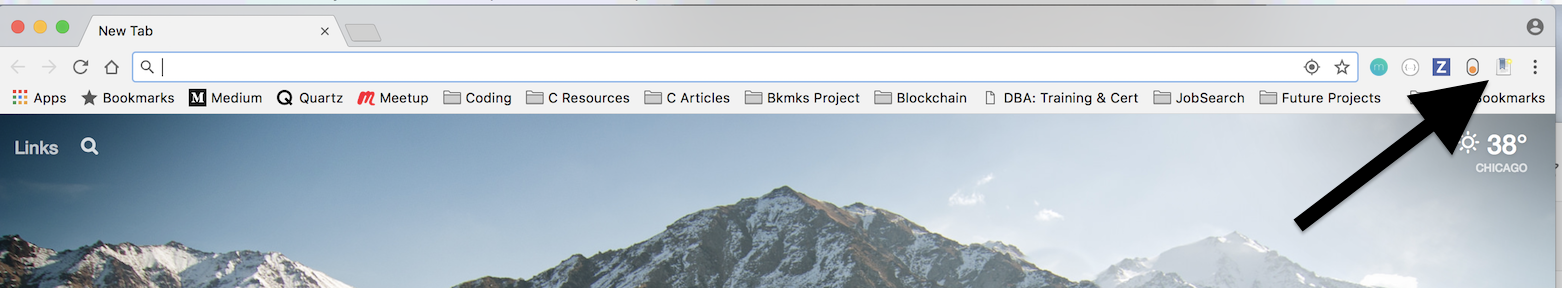 New Tab
m Z
Apps Bookmarks M Medium Q Quartz m Meetup Coding C Resources C Articles Bkmks Project Blockchain DBA: Training & Cert JobSearch Future Projects Bookmarks
Links 38°
CHICAGO